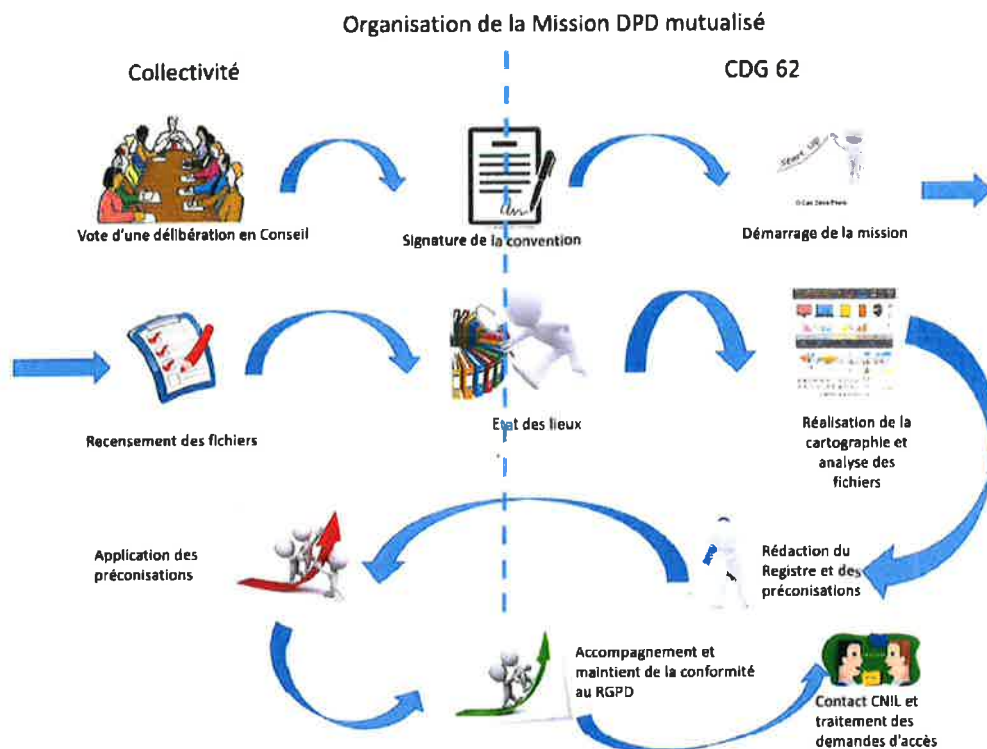 Organisation de la Mission DPD mutualisé
Collectivité
CDG 62
Start Up
Vote d'une délibération en Conseil
Signature de la convention
Démarrage de la mission
Recensement des fichiers
Etat des lieux
Réalisation de la
cartographie et
analyse des
fichiers
Application des
préconisations
Rédaction du
Registre et des
préconisations
Accompagnement et
maintient de la conformité
au RGPD
Contact CNIL et
traitement des
demandes d'accès